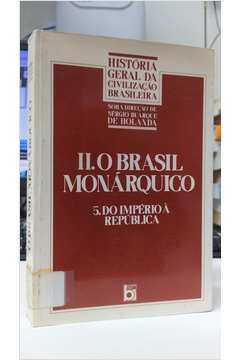 HISTÓRIA
GERAL DA
CIVILIZAÇÃO
BRASILEIRA
SOB A DIREÇÃO DE
SÉRGIO BUARQUE
DE HOLANDA
II. O BRASIL
MONÁRQUICO
5. DO IMPÉRIO À
REPÚBLICA